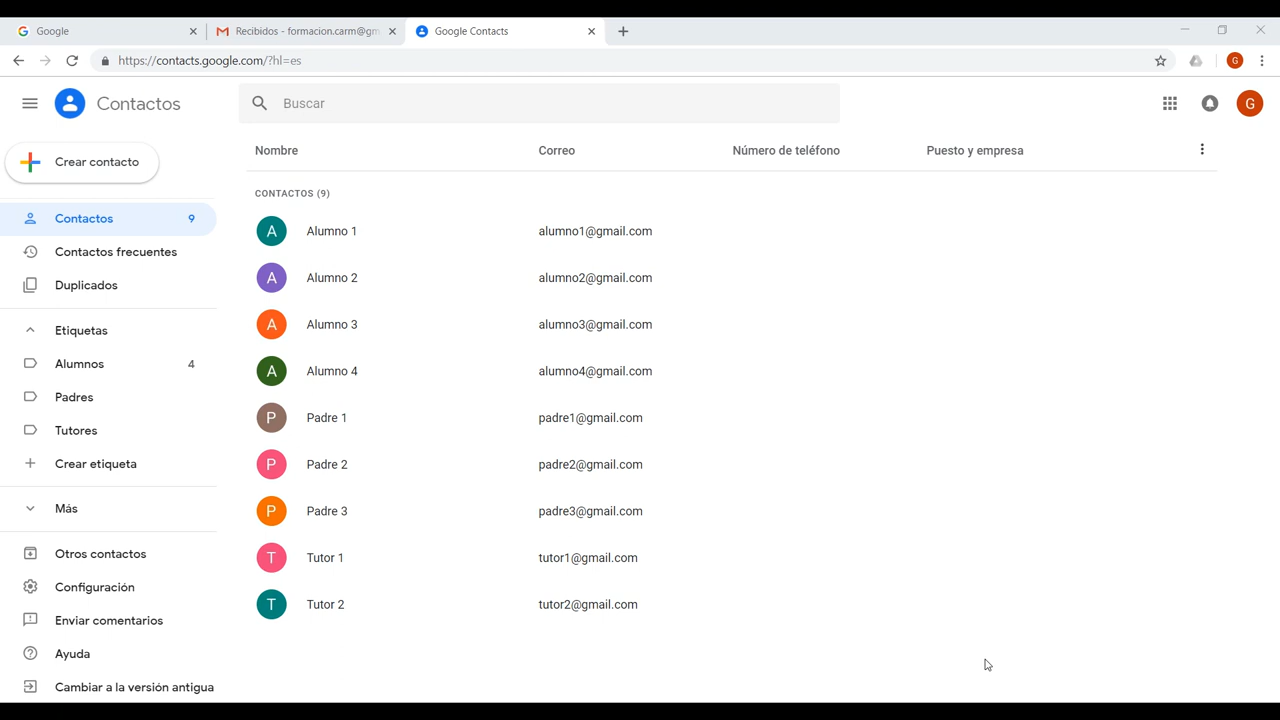 Google
Recibidos - formacion.carm@gm
Google Contacts
https://contacts.google.com/?hl=es
G
Contactos
Buscar
G
Crear contacto
Nombre
Correo
Número de teléfono
Puesto y empresa
CONTACTOS (9)
Contactos 9
Contactos frecuentes
Duplicados
Etiquetas
Alumnos 4
Padres
Tutores
Crear etiqueta
Más
Otros contactos
Configuración
Enviar comentarios
Ayuda
Cambiar a la versión antigua
A Alumno 1 alumno1@gmail.com
A Alumno 2 alumno2@gmail.com
A Alumno 3 alumno3@gmail.com
A Alumno 4 alumno4@gmail.com
P Padre 1 padre1@gmail.com
P Padre 2 padre2@gmail.com
P Padre 3 padre3@gmail.com
T Tutor 1 tutor1@gmail.com
T Tutor 2 tutor2@gmail.com